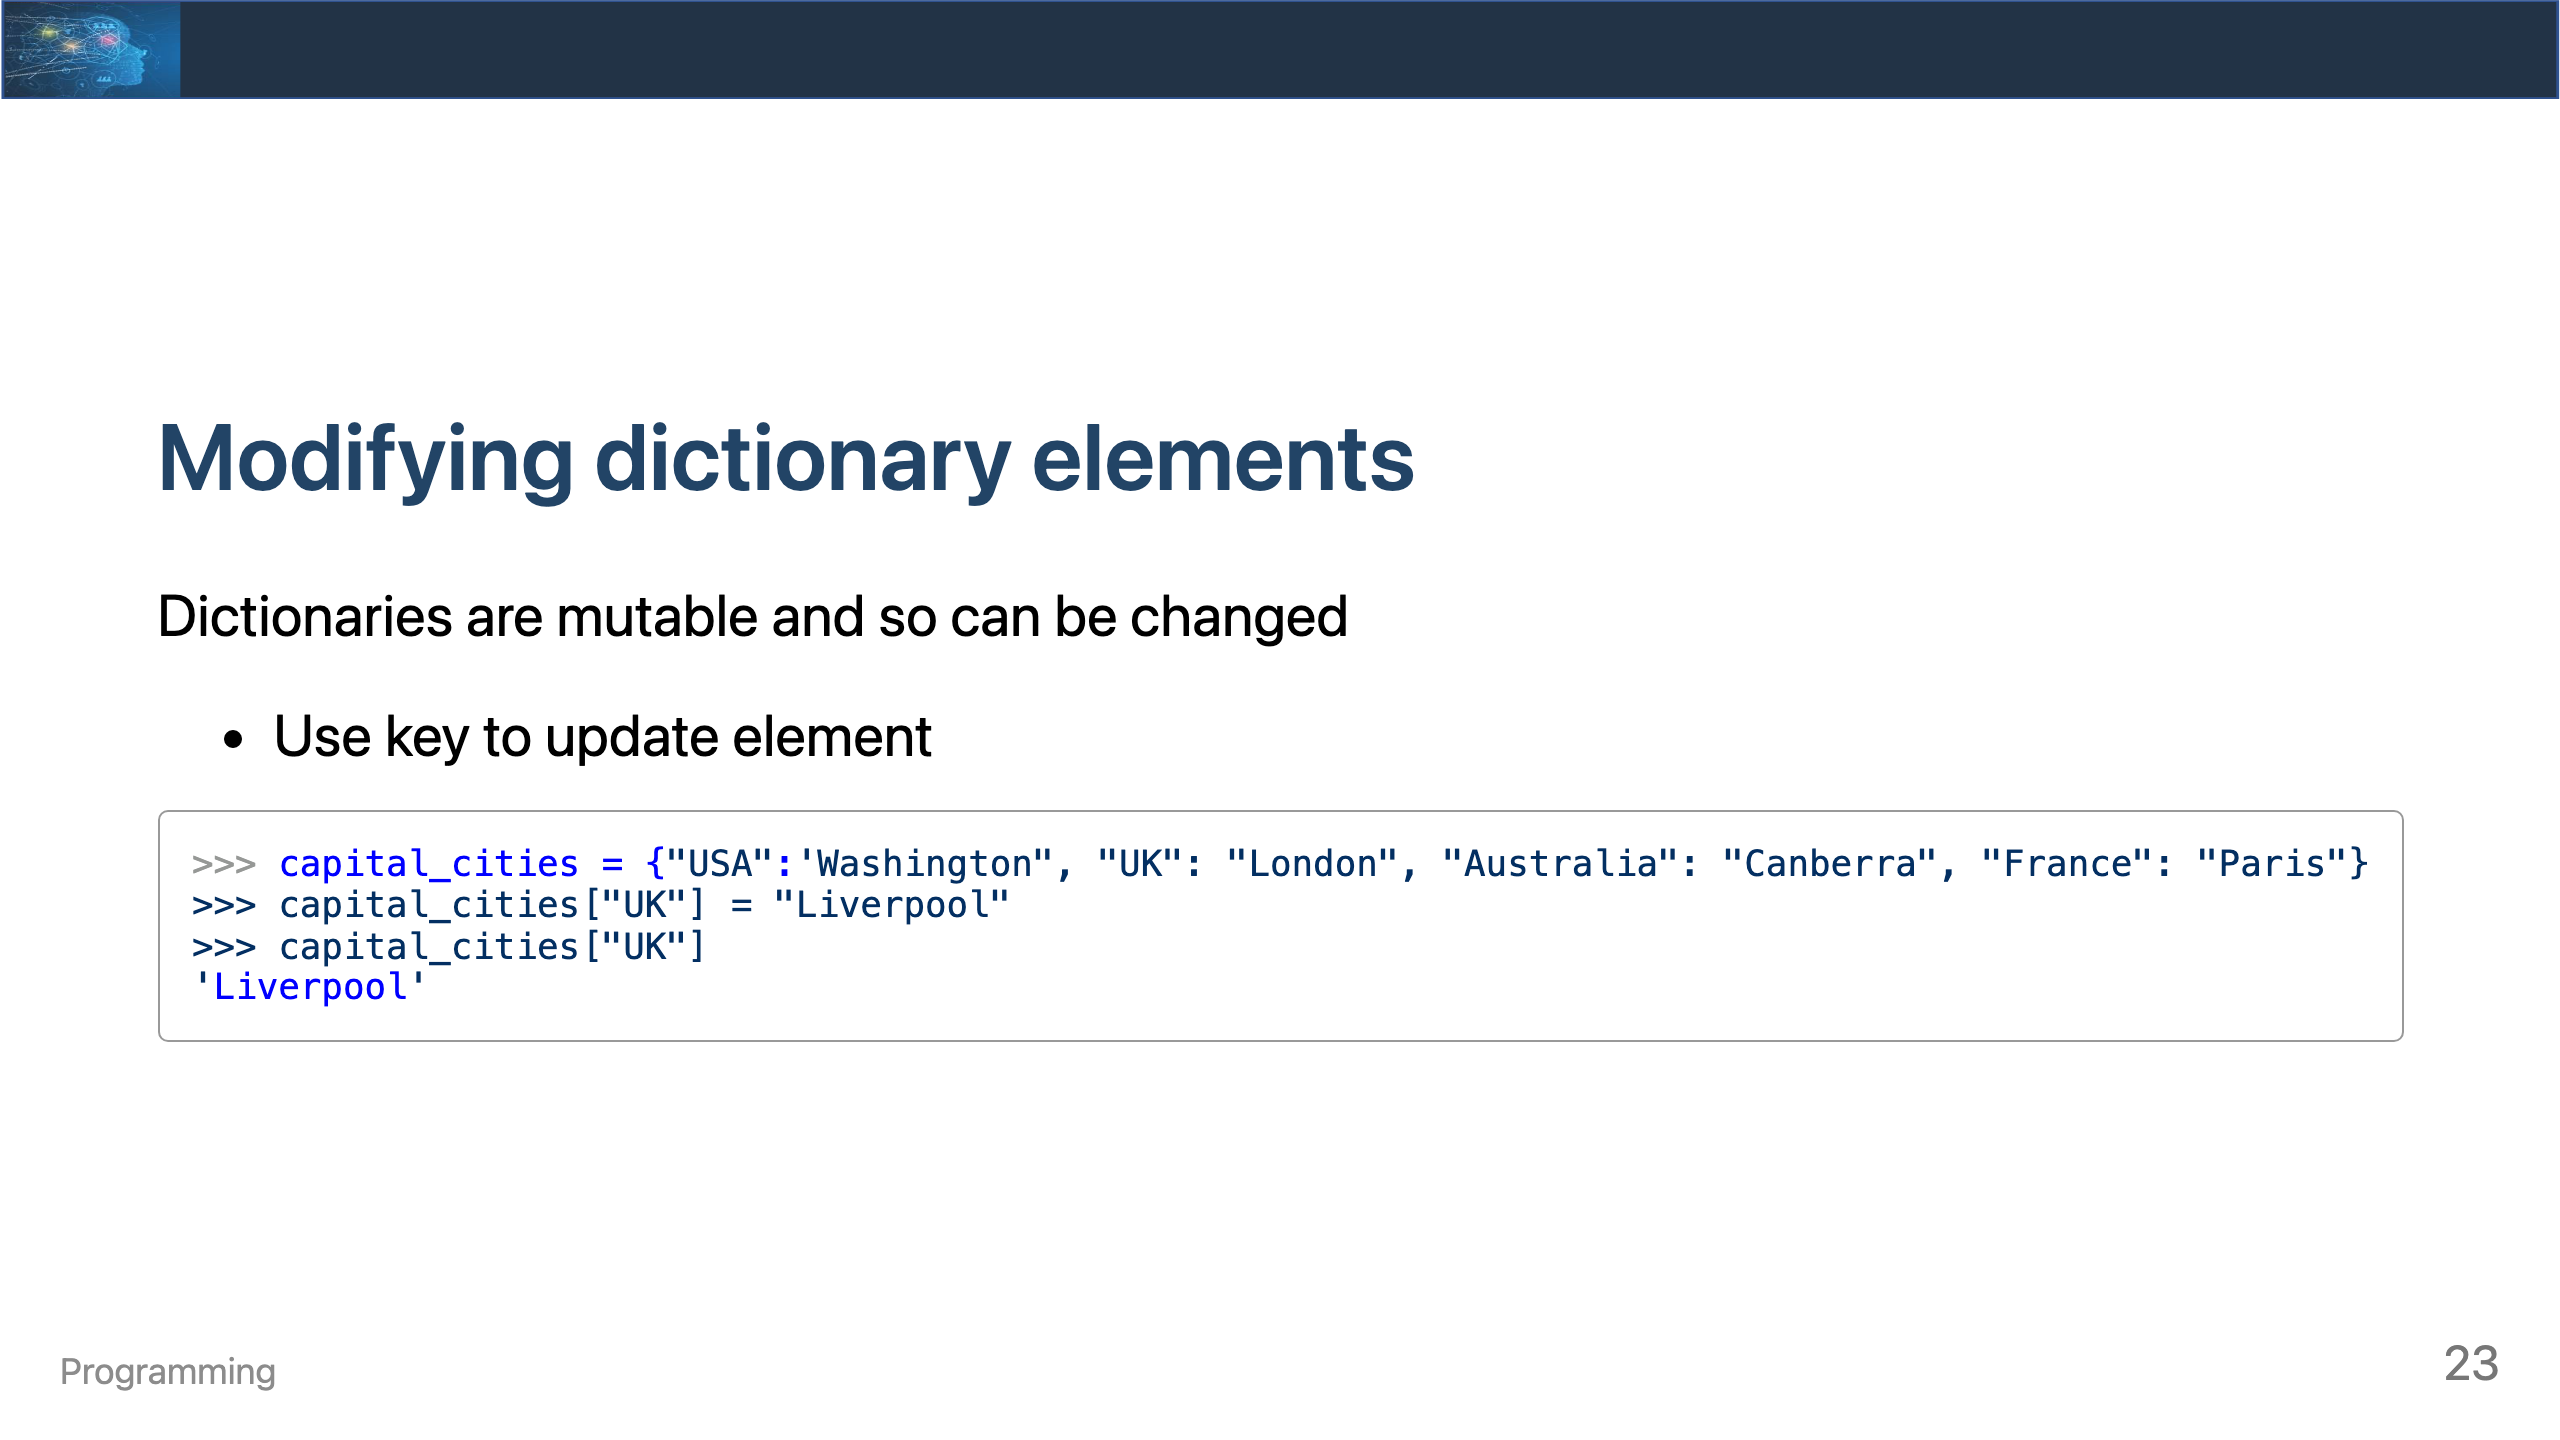 Modifying dictionary elements
Dictionaries are mutable and so can be changed
• Use key to update element
>>> capital_cities = {"USA":'Washington", "UK": "London", "Australia": "Canberra", "France": "Paris"}
>>> capital_cities["UK"] = "Liverpool"
>>> capital_cities["UK"]
'Liverpool'
Programming
23